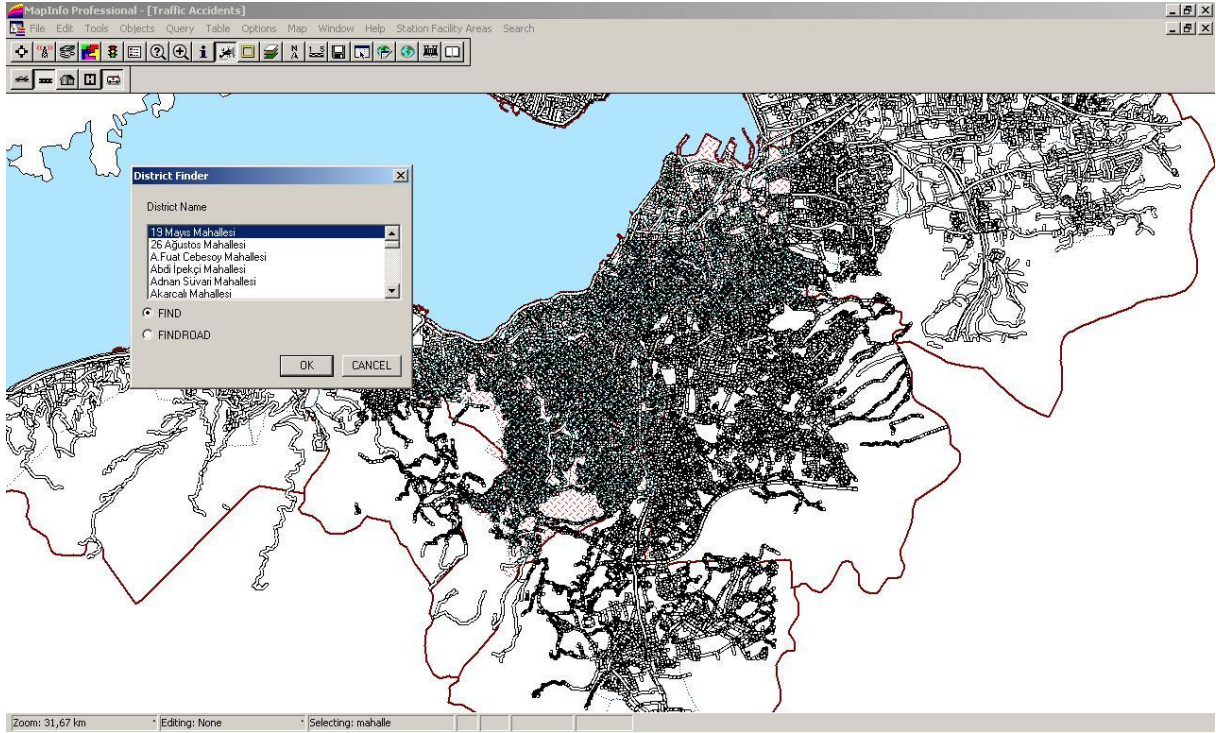 MapInfo Professional - [Traffic Accidents]
File Edit Tools Objects Query Table Options Map Window Help Station Facility Areas Search
District Finder
District Name
19 Mayıs Mahallesi
26 Ağustos Mahallesi
A.Fuat Cebesoy Mahallesi
Abdi İpekçi Mahallesi
Adnan Süvari Mahallesi
Akarcalı Mahallesi
FIND
FINDROAD
OK CANCEL
Zoom: 31,67 km Editing: None Selecting: mahalle